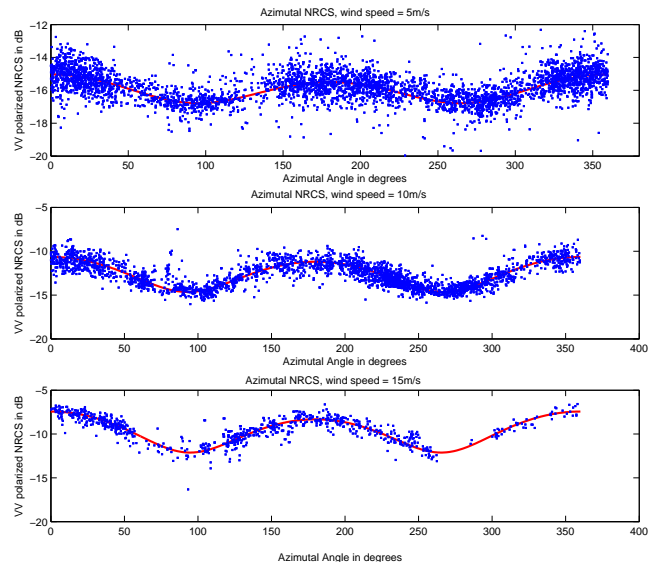 Azimutal NRCS, wind speed = 5m/s
VV polarized NRCS in dB
−12
−14
−16
−18
−20
0 50 100 150 200 250 300 350
Azimutal Angle in degrees
Azimutal NRCS, wind speed = 10m/s
VV polarized NRCS in dB
−5
−10
−15
−20
0 50 100 150 200 250 300 350 400
Azimutal Angle in degrees
Azimutal NRCS, wind speed = 15m/s
VV polarized NRCS in dB
−5
−10
−15
−20
0 50 100 150 200 250 300 350 400
Azimutal Angle in degrees